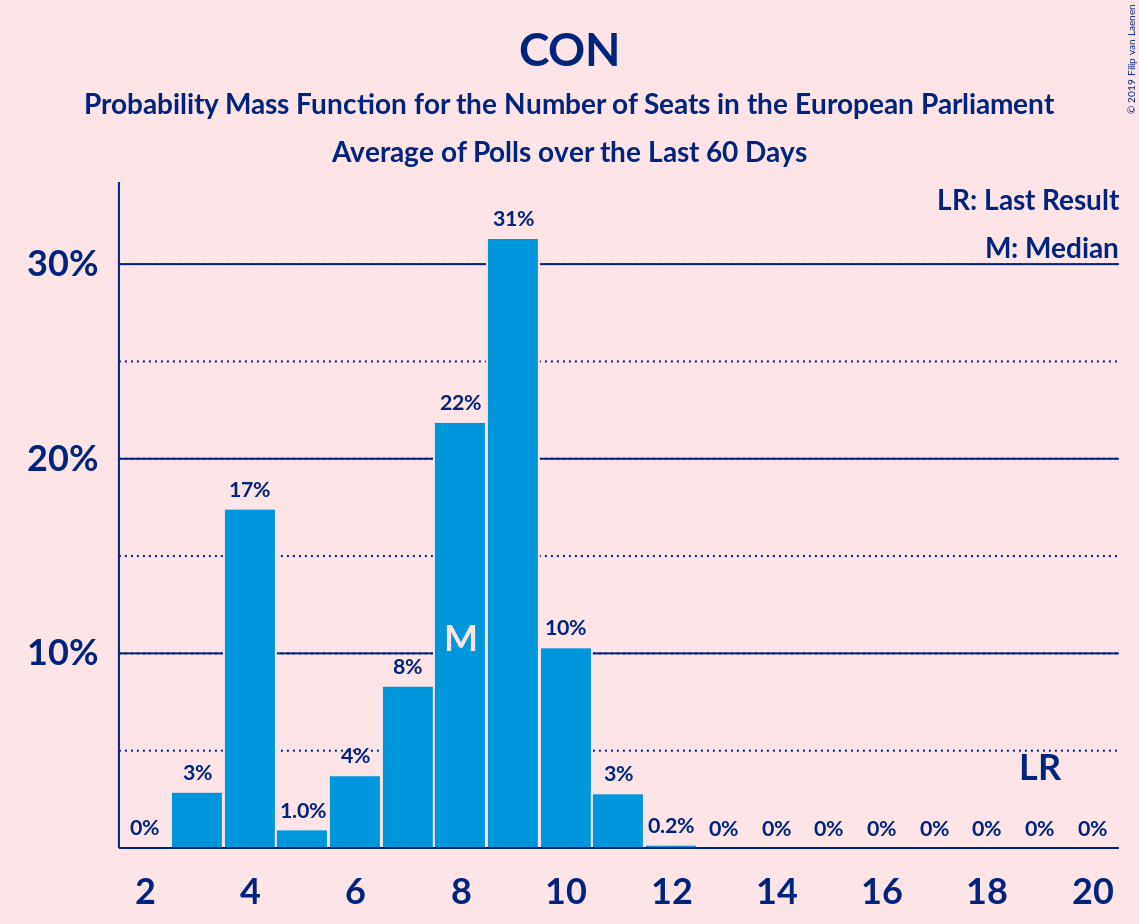 CON
Probability Mass Function for the Number of Seats in the European Parliament
Average of Polls over the Last 60 Days
© 2019 Filip van Laenen
LR: Last Result
M: Median
30%
20%
10%
0%
3%
17%
1.0%
4%
8%
22%
31%
10%
3%
0.2%
0%
0%
0%
0%
0%
0%
0%
0%
M
LR
2 4 6 8 10 12 14 16 18 20